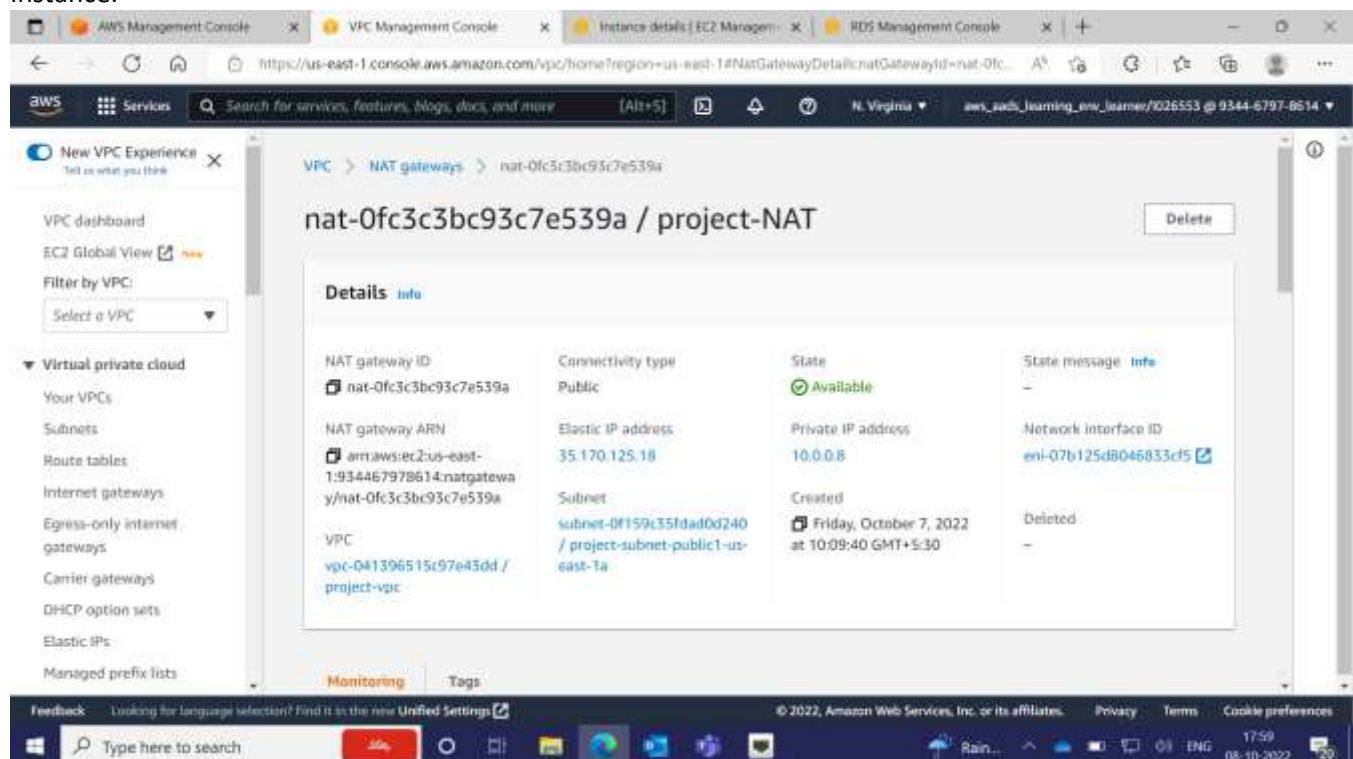 instance.
AWS Management Console
VPC Management Console
Instance details | EC2 Managem
RDS Management Console
https://us-east-1.console.aws.amazon.com/vpc/home?region=us-east-1#NatGatewayDetails:natGatewayId=nat-0fc...
aws
Services
Search for services, features, blogs, docs, and more
[Alt+S]
N. Virginia
aws_aads_learning_env_learner/1026553 @ 9344-6797-8614
New VPC Experience
Tell us what you think
VPC dashboard
EC2 Global View New
Filter by VPC:
Select a VPC
Virtual private cloud
Your VPCs
Subnets
Route tables
Internet gateways
Egress-only internet
gateways
Carrier gateways
DHCP option sets
Elastic IPs
Managed prefix lists
VPC > NAT gateways > nat-0fc3c3bc93c7e539a
nat-0fc3c3bc93c7e539a / project-NAT
Delete
Details Info
NAT gateway ID
nat-0fc3c3bc93c7e539a
NAT gateway ARN
arn:aws:ec2:us-east-
1:934467978614:natgatewa
y/nat-0fc3c3bc93c7e539a
VPC
vpc-041396515c97e43dd /
project-vpc
Connectivity type
Public
Elastic IP address
35.170.125.18
Subnet
subnet-0f159c35fdad0d240
/ project-subnet-public1-us-
east-1a
State
Available
Private IP address
10.0.0.8
Created
Friday, October 7, 2022
at 10:09:40 GMT+5:30
State message Info
–
Network interface ID
eni-07b125d8046833cf5
Deleted
–
Monitoring
Tags
Feedback
Looking for language selection? Find it in the new Unified Settings
© 2022, Amazon Web Services, Inc. or its affiliates.
Privacy
Terms
Cookie preferences
Type here to search
Rain...
ENG
17:59
08-10-2022
20